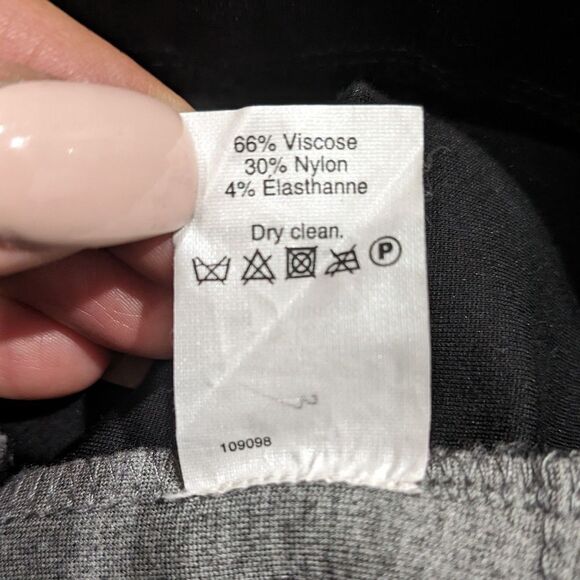 66% Viscose
30% Nylon
4% Élasthanne
Dry clean.
P
109098